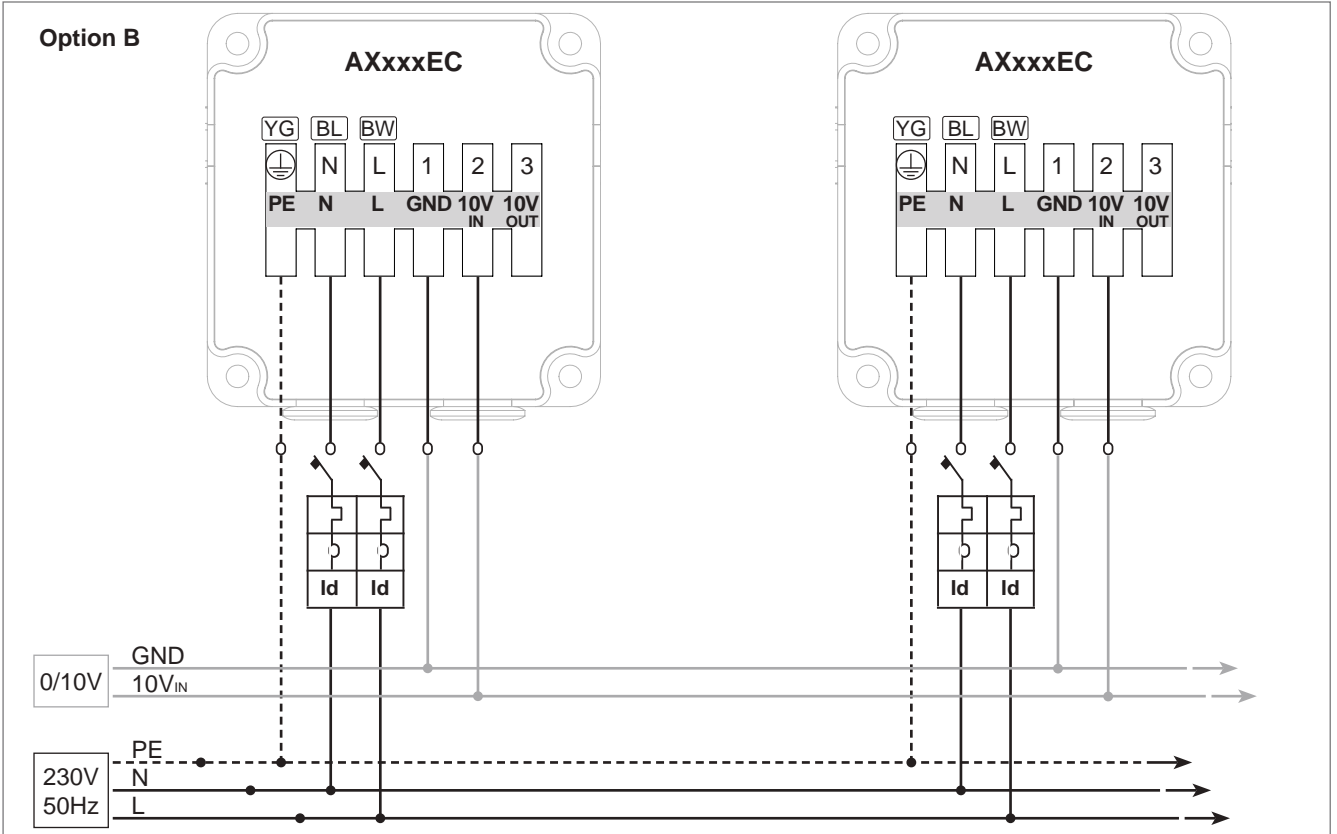 Option B
AXxxxEC
AXxxxEC
YG BL BW
YG BL BW
N L 1 2 3
N L 1 2 3
PE N L GND 10V 10V
IN OUT
PE N L GND 10V 10V
IN OUT
Id Id
Id Id
0/10V
GND
10VIN
230V
50Hz
PE
N
L